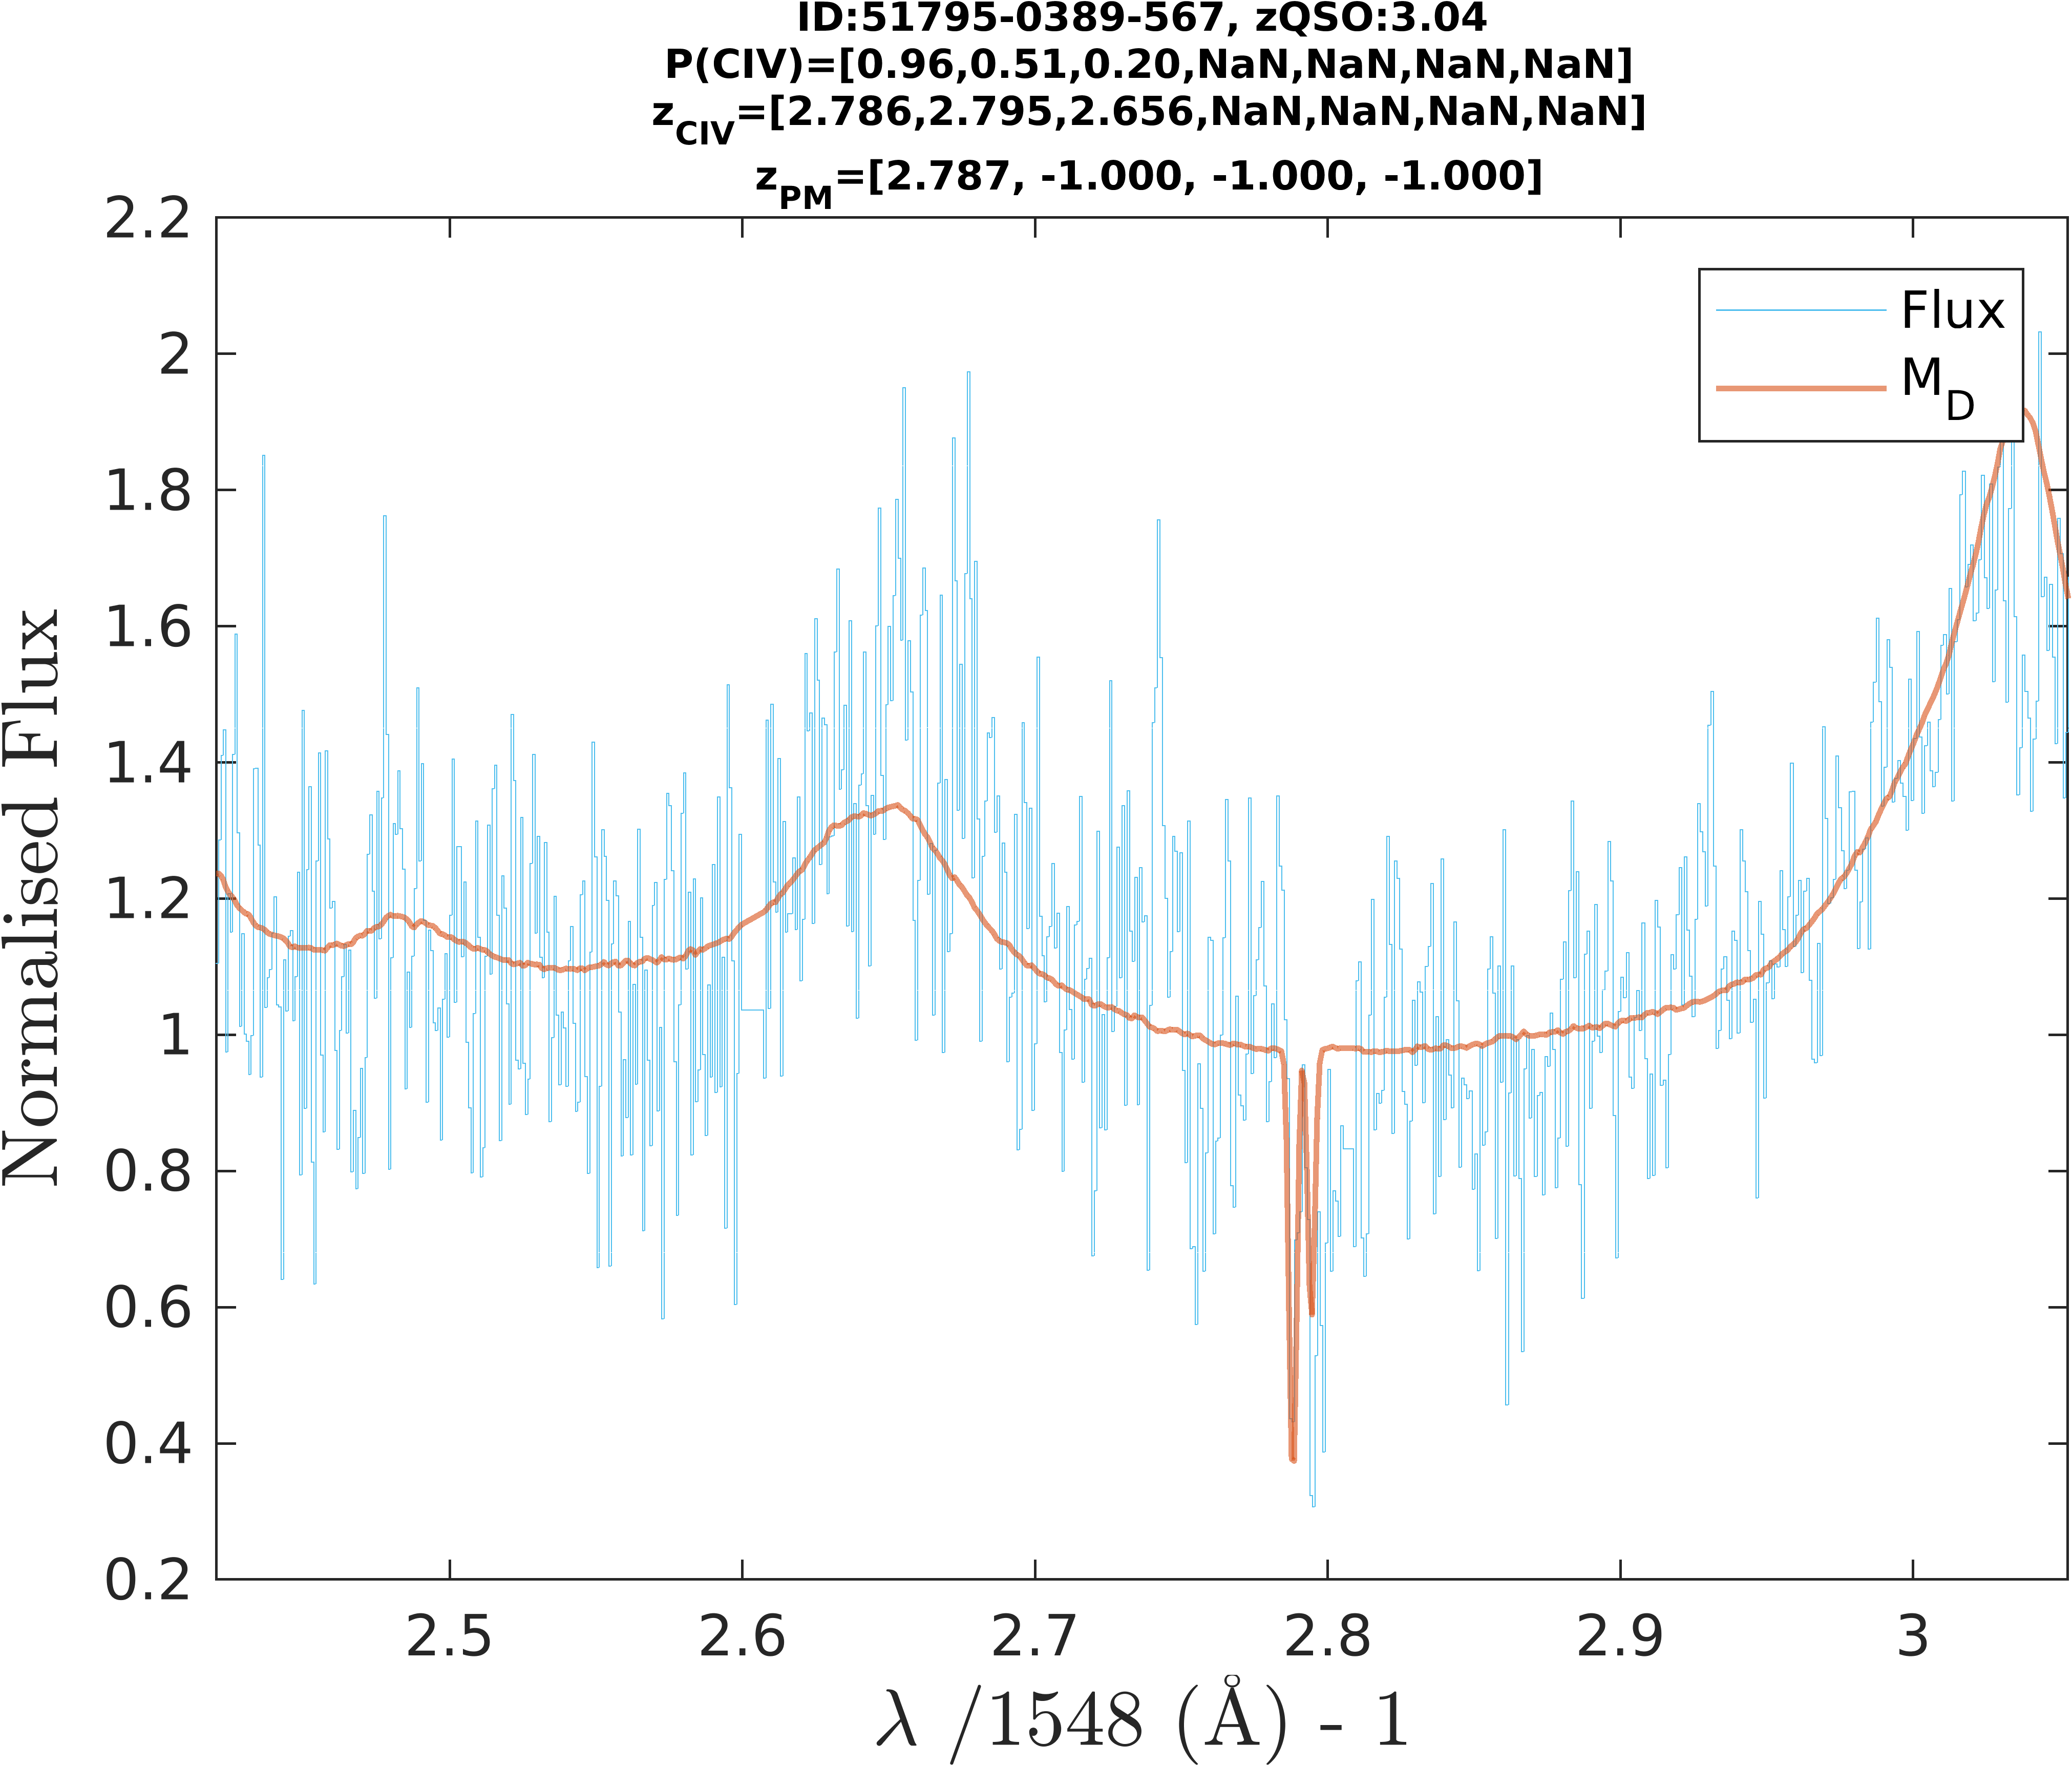 ID:51795-0389-567, zQSO:3.04
P(CIV)=[0.96,0.51,0.20,NaN,NaN,NaN,NaN]
zCIV=[2.786,2.795,2.656,NaN,NaN,NaN,NaN]
zPM=[2.787, -1.000, -1.000, -1.000]
2.2
2
1.8
1.6
1.4
1.2
1
0.8
0.6
0.4
0.2
Normalised Flux
Flux
MD
2.5 2.6 2.7 2.8 2.9 3
λ /1548 (Å) - 1